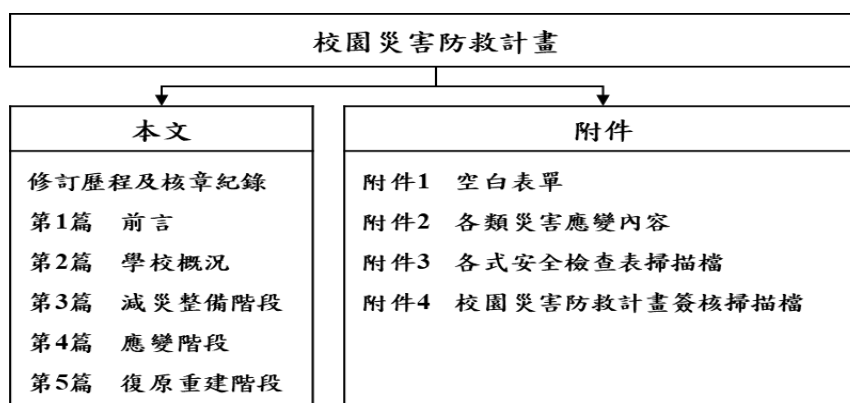 校園災害防救計畫
本文
修訂歷程及核章紀錄
第1篇 前言
第2篇 學校概況
第3篇 減災整備階段
第4篇 應變階段
第5篇 復原重建階段
附件
附件1 空白表單
附件2 各類災害應變內容
附件3 各式安全檢查表掃描檔
附件4 校園災害防救計畫簽核掃描檔